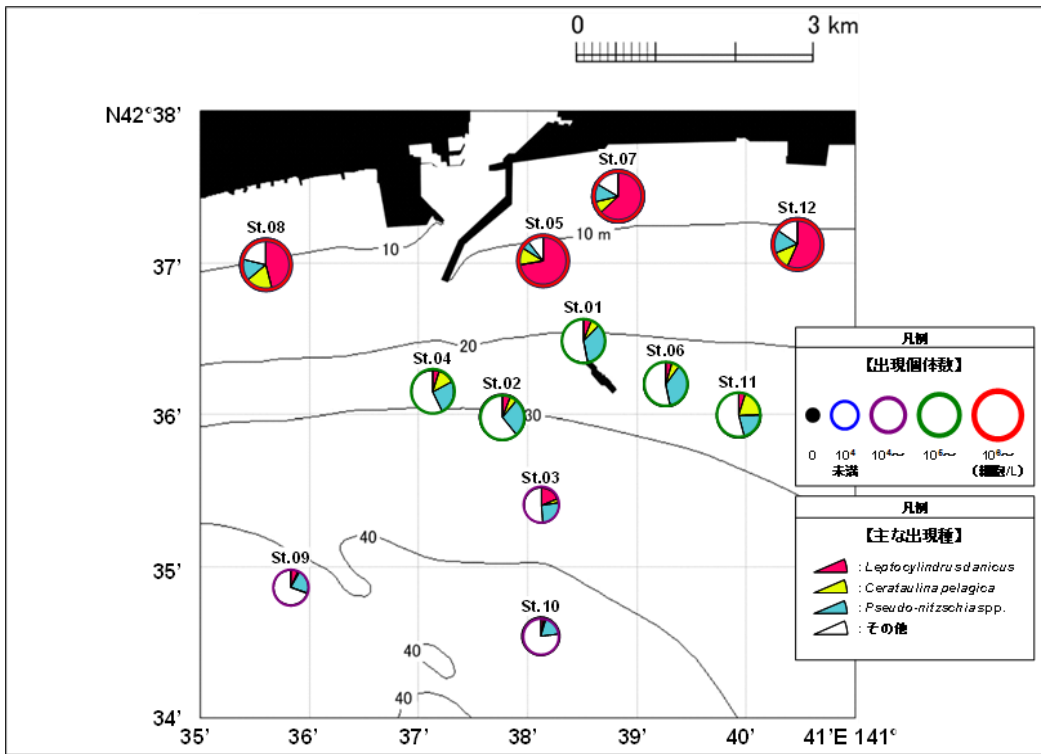 0 3 km
N42°38'
St.07
St.12
St.08
St.05
10
10 m
37'
St.01
20
St.04
St.06
St.02
St.11
36'
30
St.03
40
35'
St.09
St.10
40
40
34'
35' 36' 37' 38' 39' 40' 41'E 141°
凡例
【出現個体数】
0 10⁴ 10⁴~ 10⁵~ 10⁶~
未満 (細胞/L)
凡例
【主な出現種】
: Leptocylindrus danicus
: Cerataulina pelagica
: Pseudo-nitzschia spp.
: その他